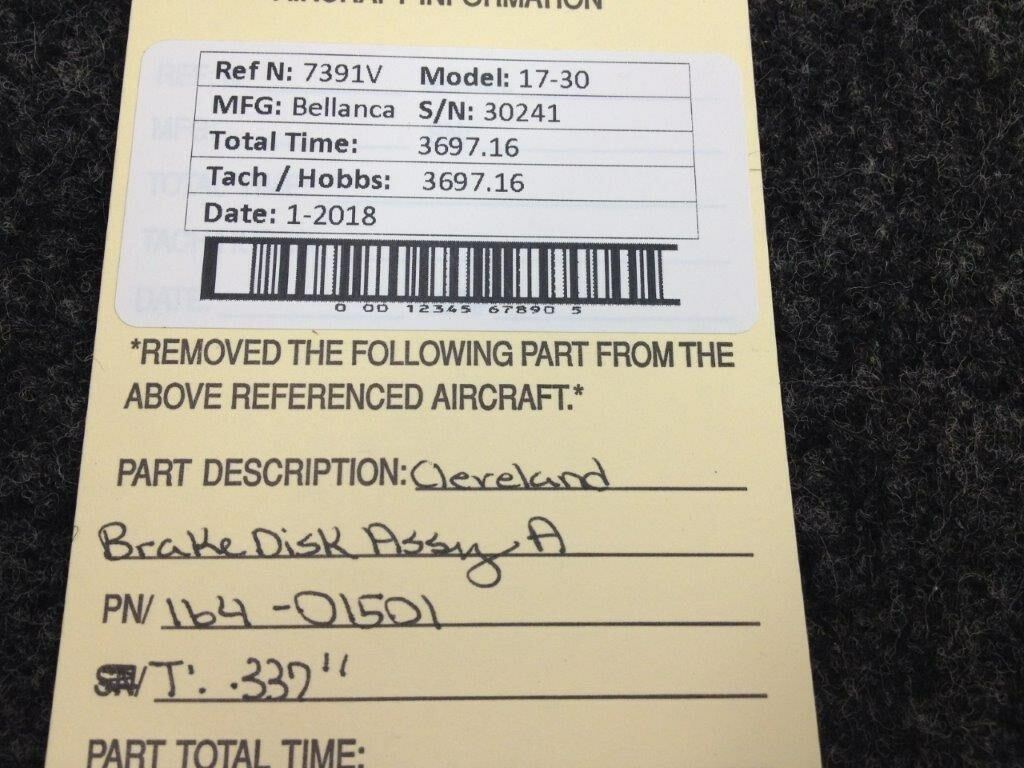 AIRCRAFT INFORMATION
Ref N: 7391V Model: 17-30
MFG: Bellanca S/N: 30241
Total Time: 3697.16
Tach / Hobbs: 3697.16
Date: 1-2018
0 00 12345 67890 5
*REMOVED THE FOLLOWING PART FROM THE
ABOVE REFERENCED AIRCRAFT.*
PART DESCRIPTION: Cleveland
Brake Disk Assy A
PN/ 164-01501
T: .337"
PART TOTAL TIME: